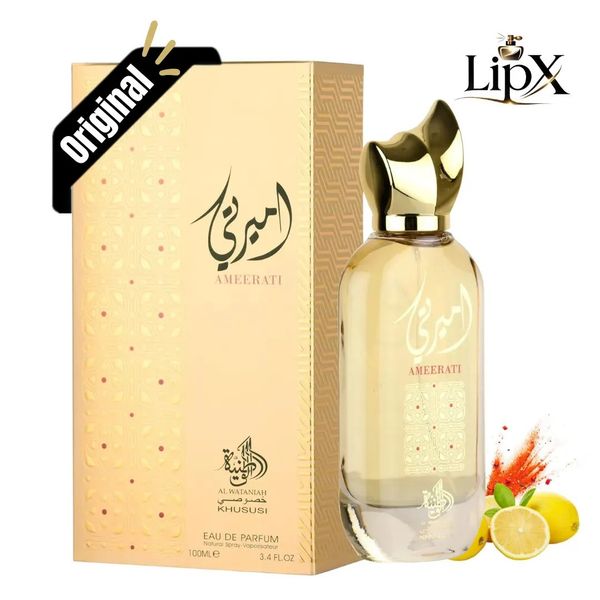 Original
LipX
اميرتي
AMEERATI
الوطنية
AL WATANIAH
خصوصي
KHUSUSI
EAU DE PARFUM
Natural Spray-Vaporisateur
100ML e
3.4 FL.OZ
اميرتي
AMEERATI